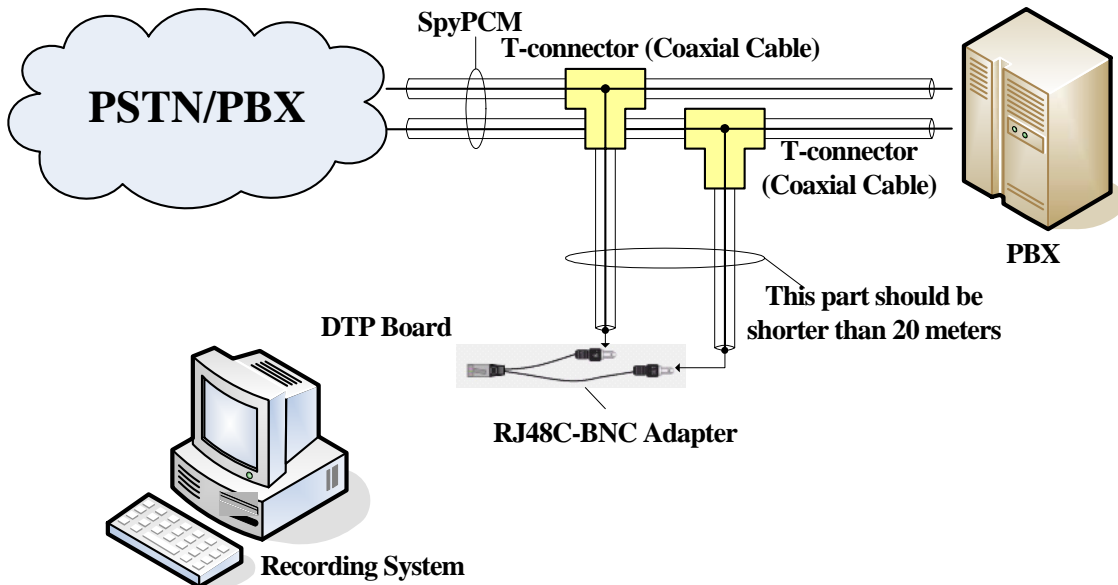 SpyPCM
T-connector (Coaxial Cable)
PSTN/PBX
T-connector
(Coaxial Cable)
PBX
This part should be
shorter than 20 meters
DTP Board
RJ48C-BNC Adapter
Recording System